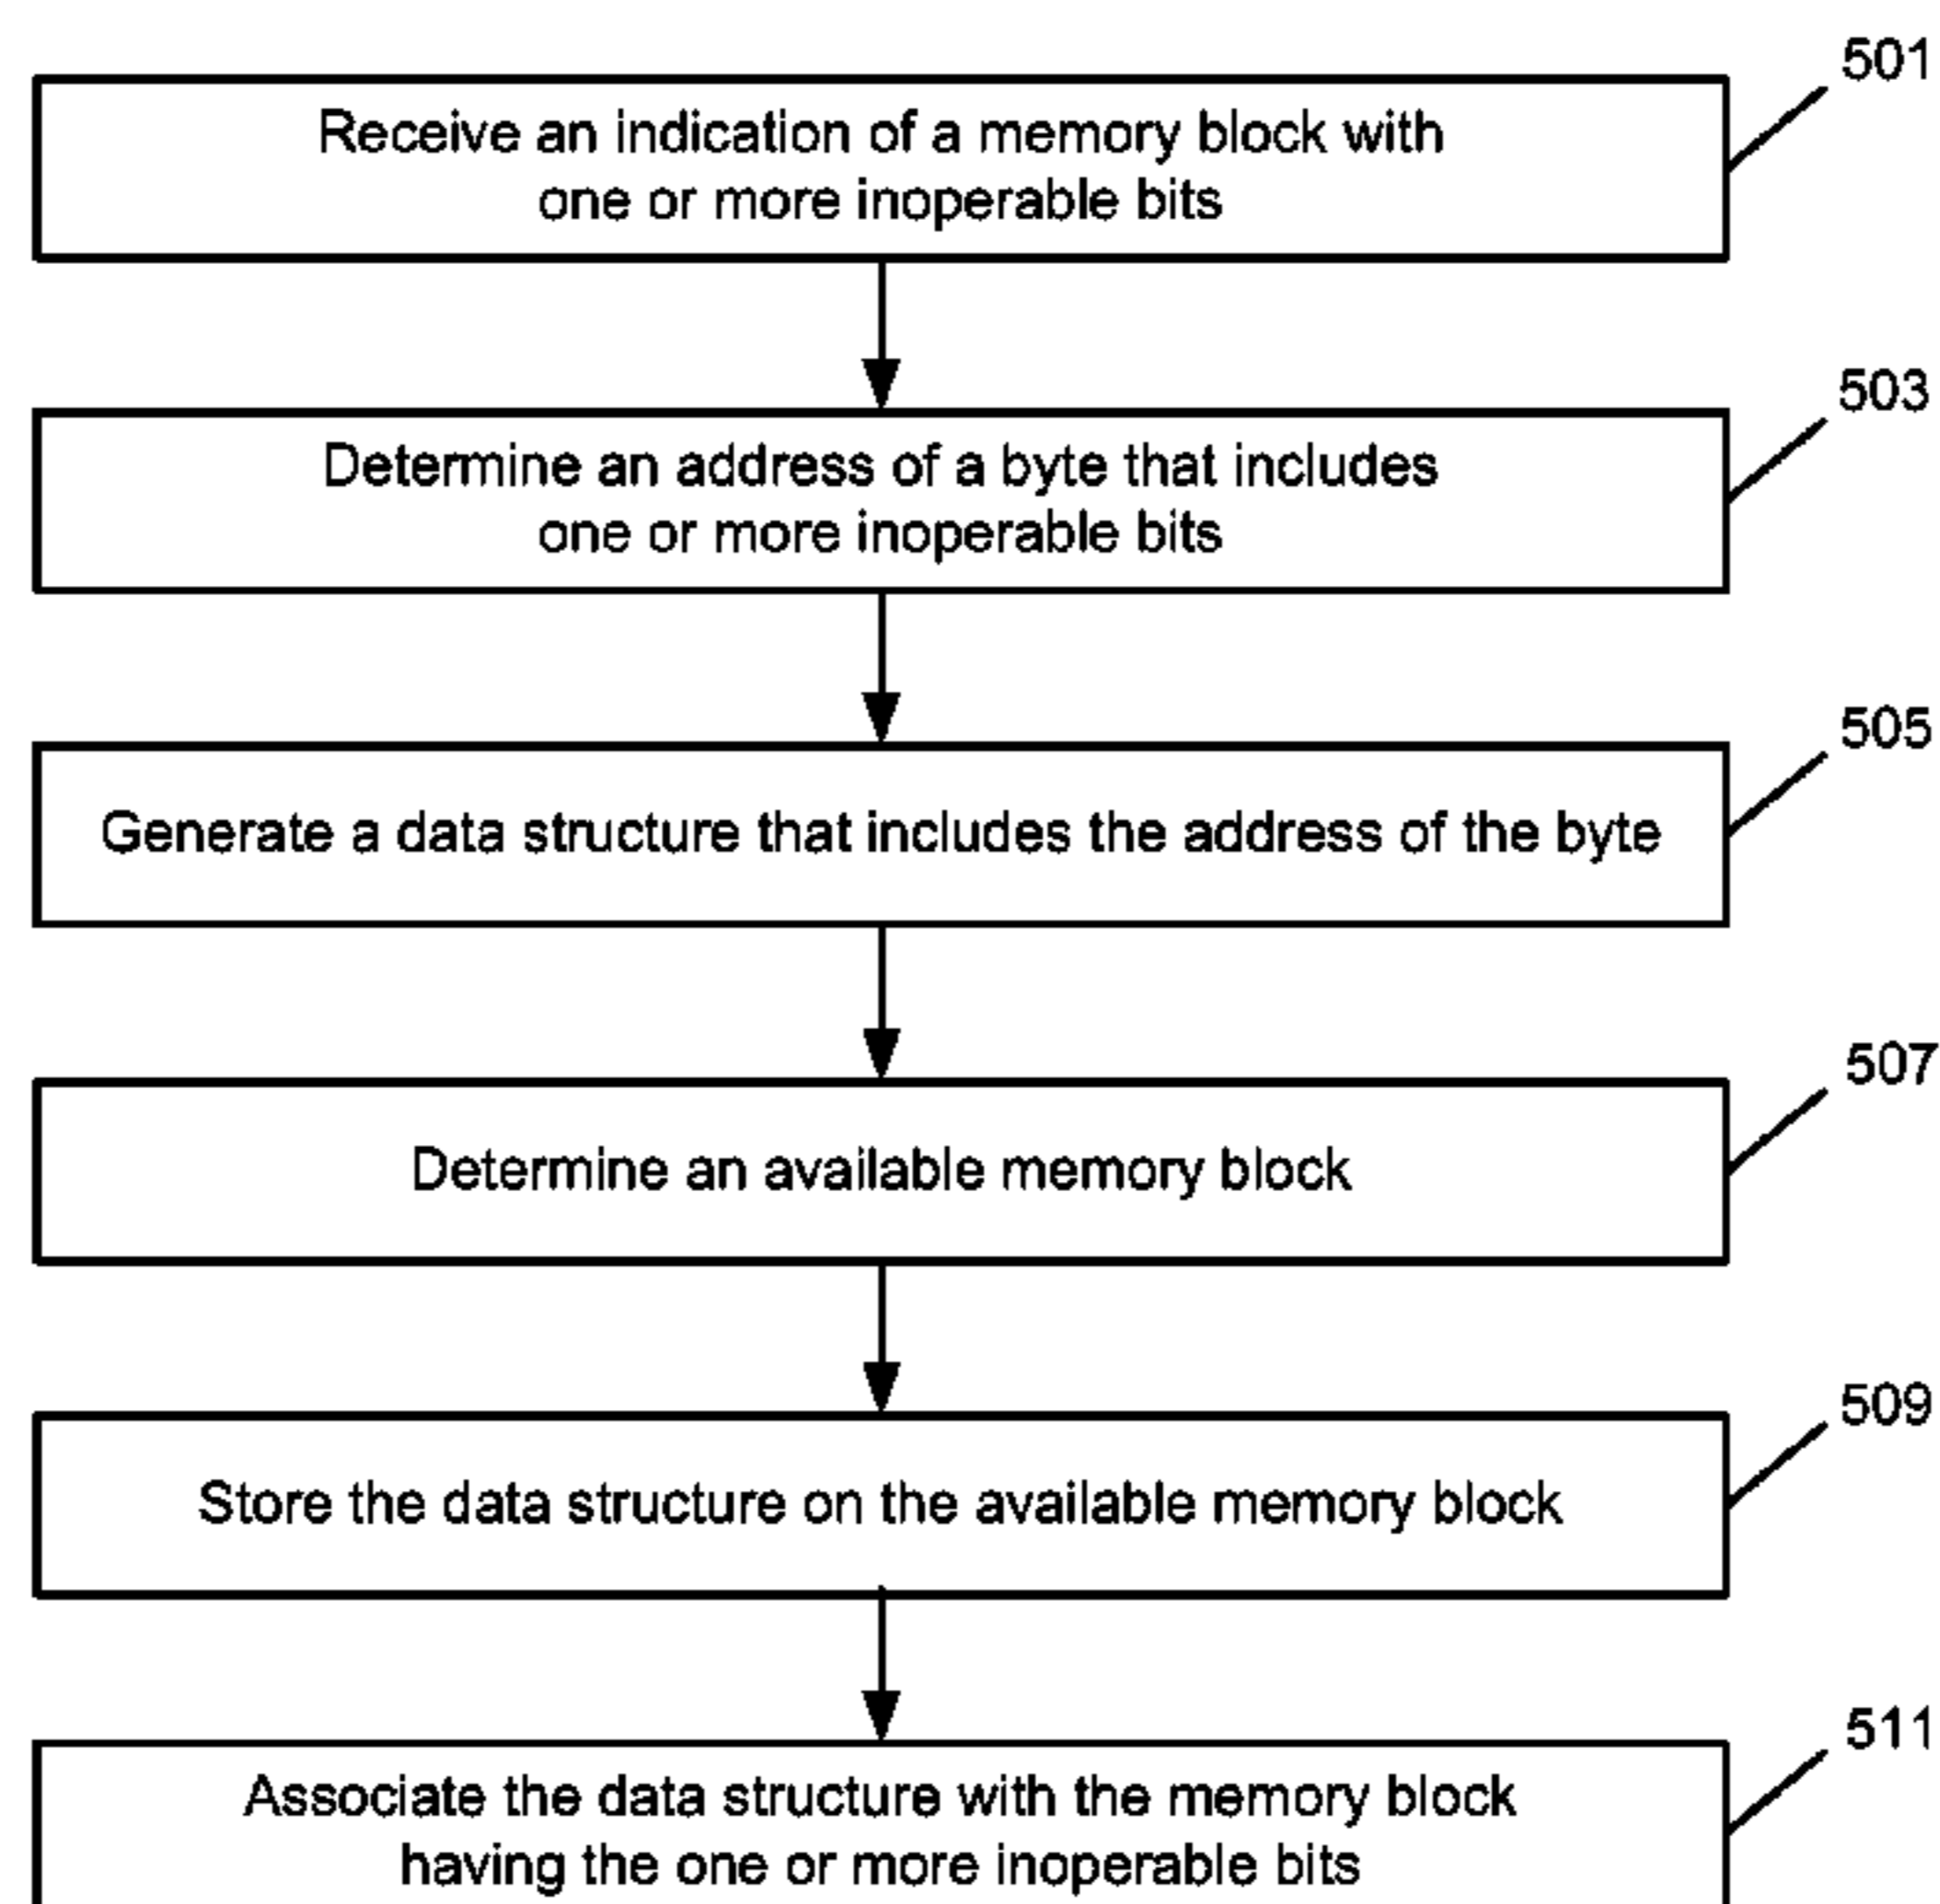 501
Receive an indication of a memory block with
one or more inoperable bits
503
Determine an address of a byte that includes
one or more inoperable bits
505
Generate a data structure that includes the address of the byte
507
Determine an available memory block
509
Store the data structure on the available memory block
511
Associate the data structure with the memory block
having the one or more inoperable bits